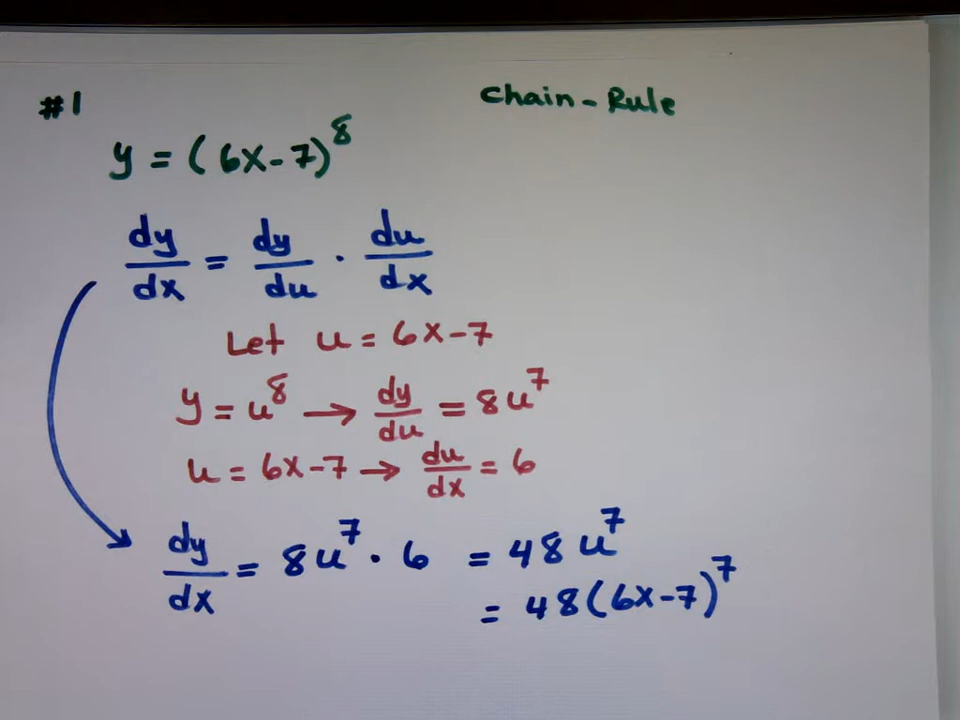 #1 Chain-Rule
y = (6x-7)^8
dy/dx = dy/du · du/dx
Let u = 6x-7
y = u^8 → dy/du = 8u^7
u = 6x-7 → du/dx = 6
dy/dx = 8u^7 · 6 = 48u^7
= 48(6x-7)^7